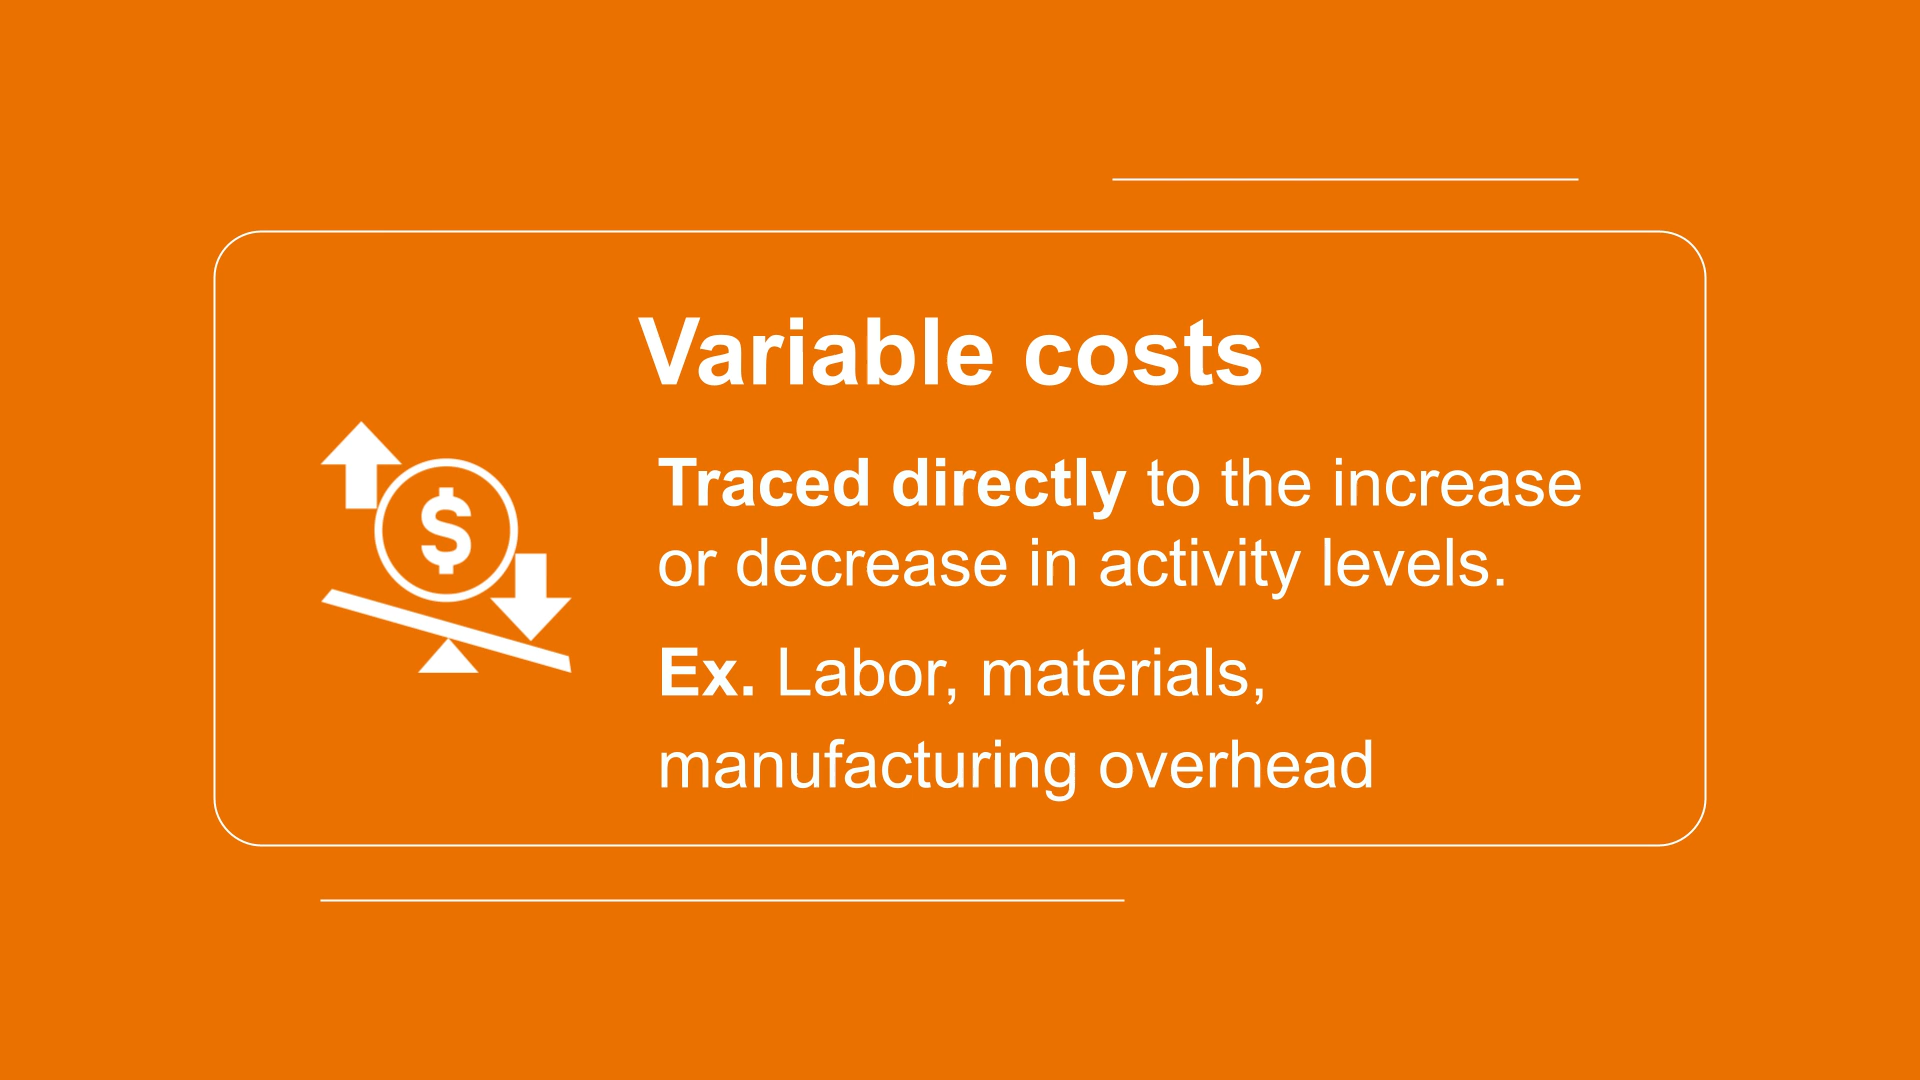 Variable costs
Traced directly to the increase
or decrease in activity levels.
Ex. Labor, materials,
manufacturing overhead
$